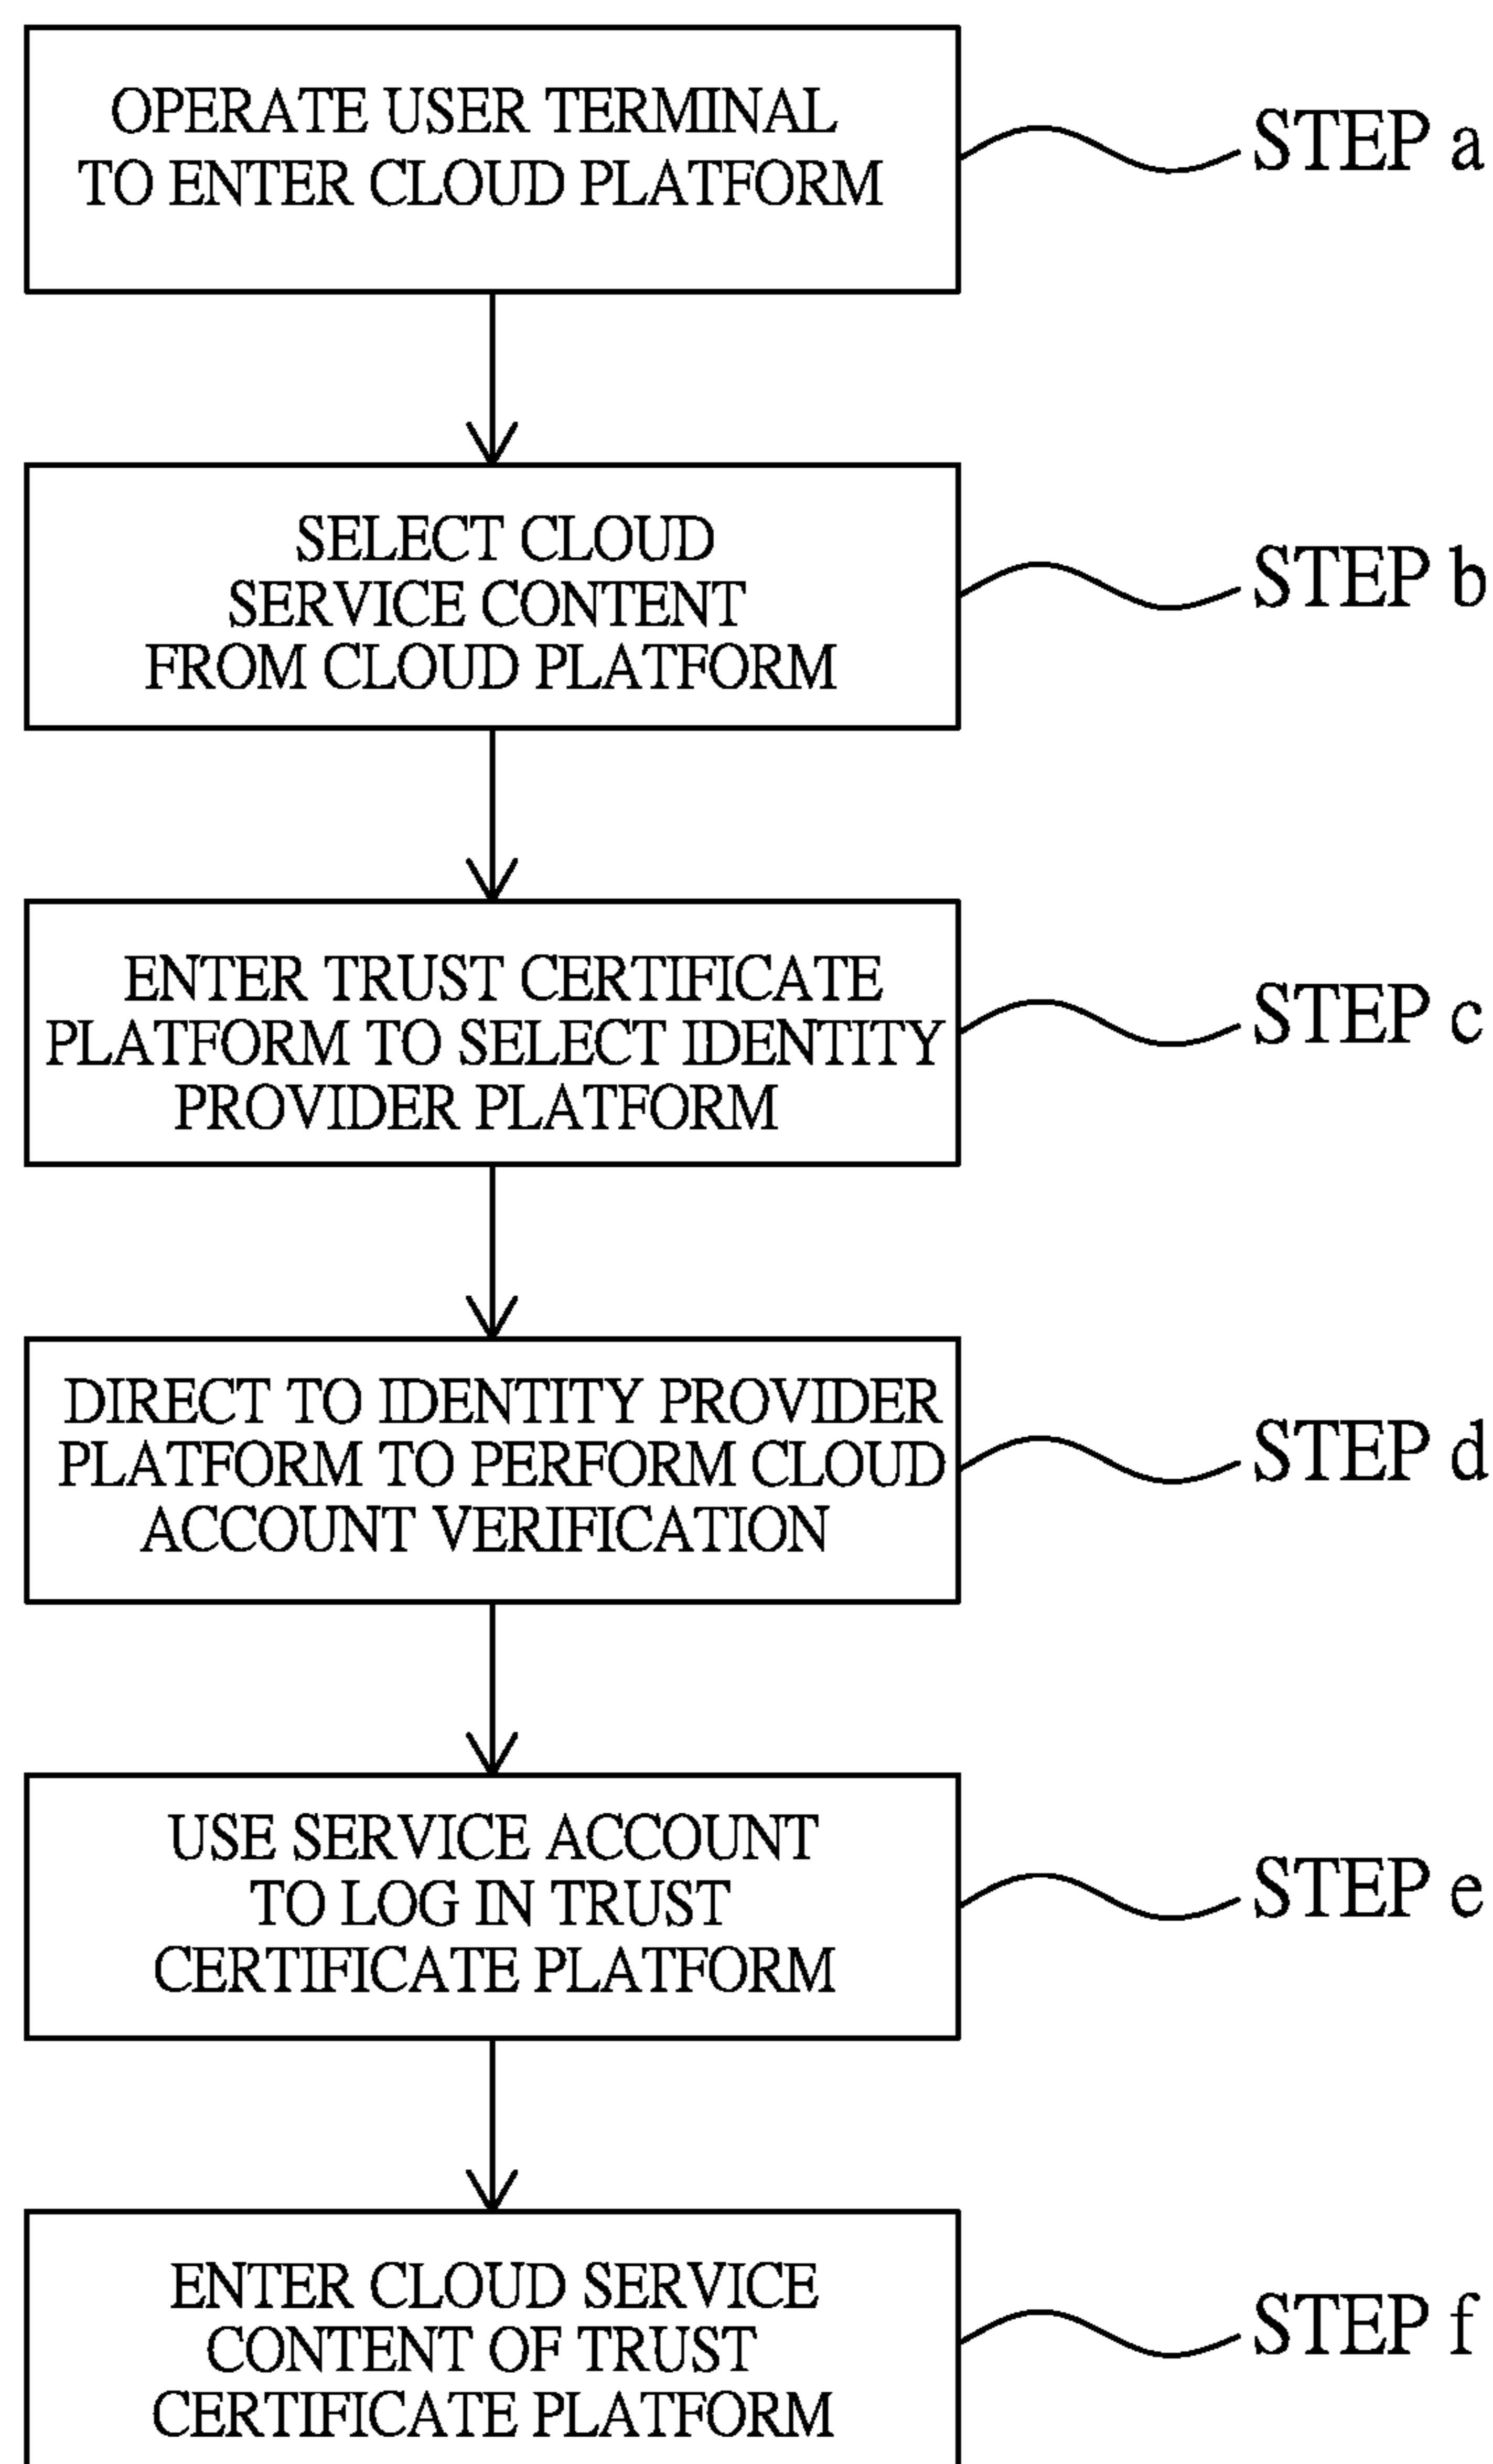 OPERATE USER TERMINAL
TO ENTER CLOUD PLATFORM
STEP a
SELECT CLOUD
SERVICE CONTENT
FROM CLOUD PLATFORM
STEP b
ENTER TRUST CERTIFICATE
PLATFORM TO SELECT IDENTITY
PROVIDER PLATFORM
STEP c
DIRECT TO IDENTITY PROVIDER
PLATFORM TO PERFORM CLOUD
ACCOUNT VERIFICATION
STEP d
USE SERVICE ACCOUNT
TO LOG IN TRUST
CERTIFICATE PLATFORM
STEP e
ENTER CLOUD SERVICE
CONTENT OF TRUST
CERTIFICATE PLATFORM
STEP f